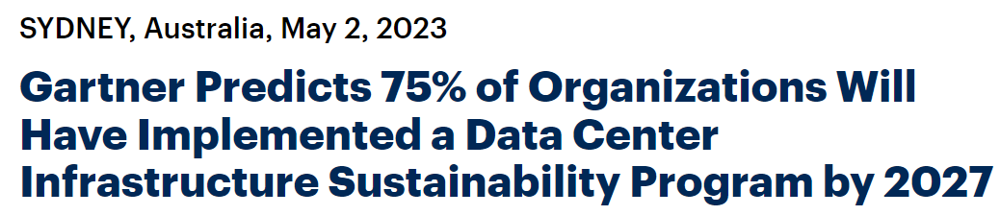 SYDNEY, Australia, May 2, 2023
Gartner Predicts 75% of Organizations Will
Have Implemented a Data Center
Infrastructure Sustainability Program by 2027